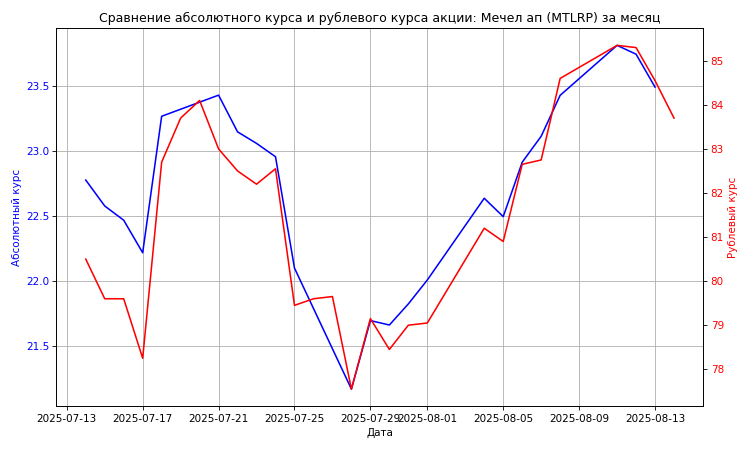 Сравнение абсолютного курса и рублевого курса акции: Мечел ап (MTLRP) за месяц
Абсолютный курс
23.5
23.0
22.5
22.0
21.5
85
84
83
82
81
80
79
78
Рублевый курс
2025-07-13 2025-07-17 2025-07-21 2025-07-25 2025-07-29 2025-08-01 2025-08-05 2025-08-09 2025-08-13
Дата